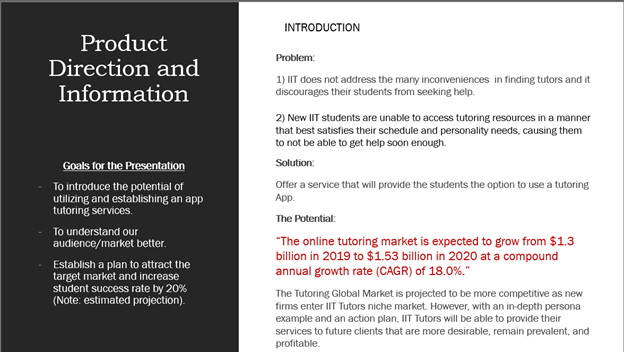 Product
Direction and
Information
Goals for the Presentation
- To introduce the potential of
utilizing and establishing an app
tutoring services.
- To understand our
audience/market better.
- Establish a plan to attract the
target market and increase
student success rate by 20%
(Note: estimated projection).
INTRODUCTION
Problem:
1) IIT does not address the many inconveniences in finding tutors and it
discourages their students from seeking help.
2) New IIT students are unable to access tutoring resources in a manner
that best satisfies their schedule and personality needs, causing them
to not be able to get help soon enough.
Solution:
Offer a service that will provide the students the option to use a tutoring
App.
The Potential:
“The online tutoring market is expected to grow from $1.3
billion in 2019 to $1.53 billion in 2020 at a compound
annual growth rate (CAGR) of 18.0%.”
The Tutoring Global Market is projected to be more competitive as new
firms enter IIT Tutors niche market. However, with an in-depth persona
example and an action plan, IIT Tutors will be able to provide their
services to future clients that are more desirable, remain prevalent, and
profitable.